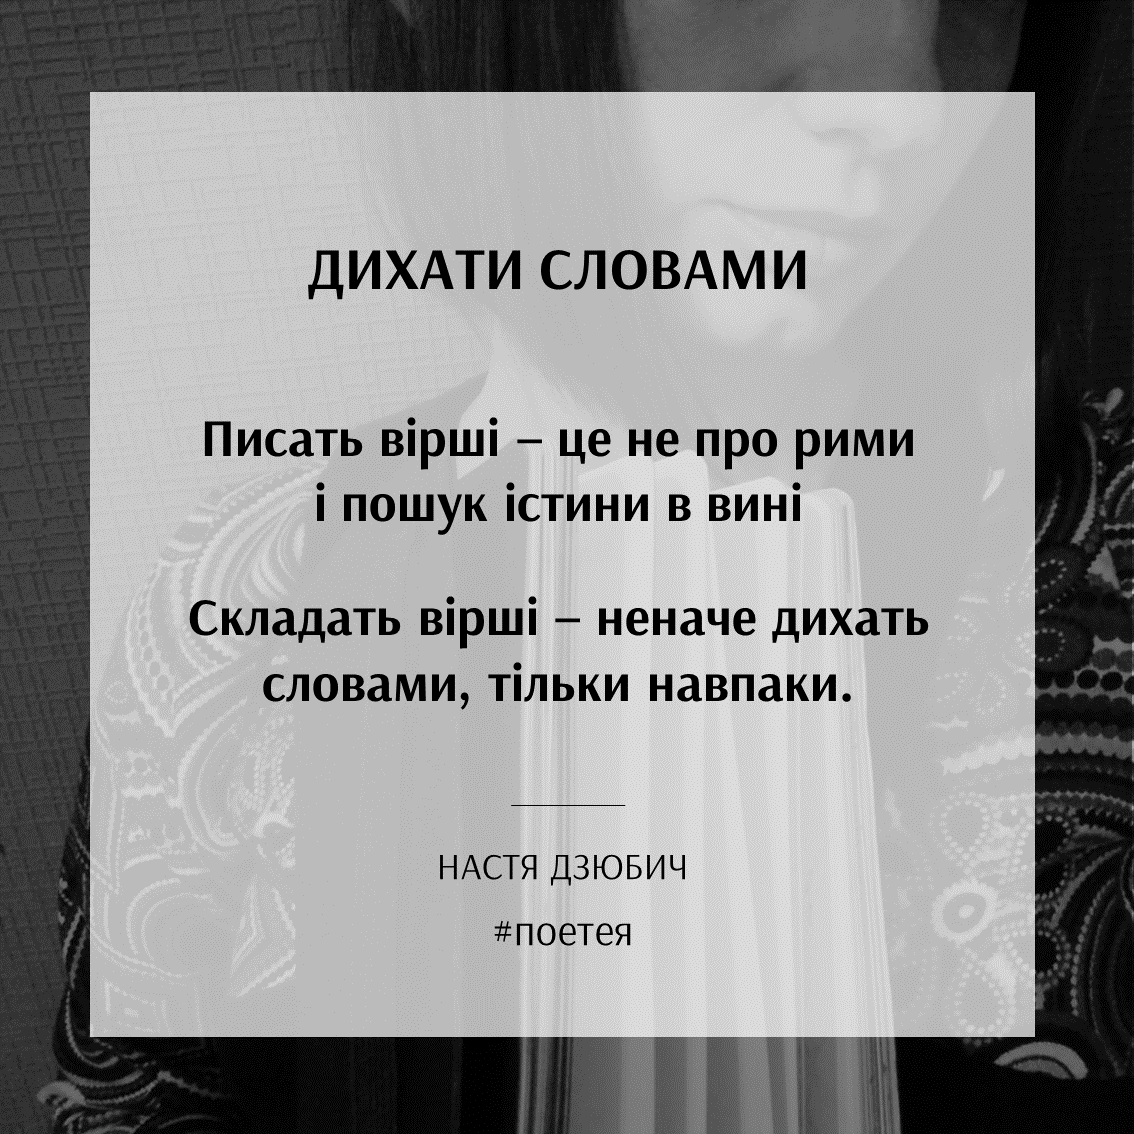 ДИХАТИ СЛОВАМИ
Писать вірші – це не про рими
і пошук істини в вині
Складать вірші – неначе дихать
словами, тільки навпаки.
НАСТЯ ДЗЮБИЧ
#поетея